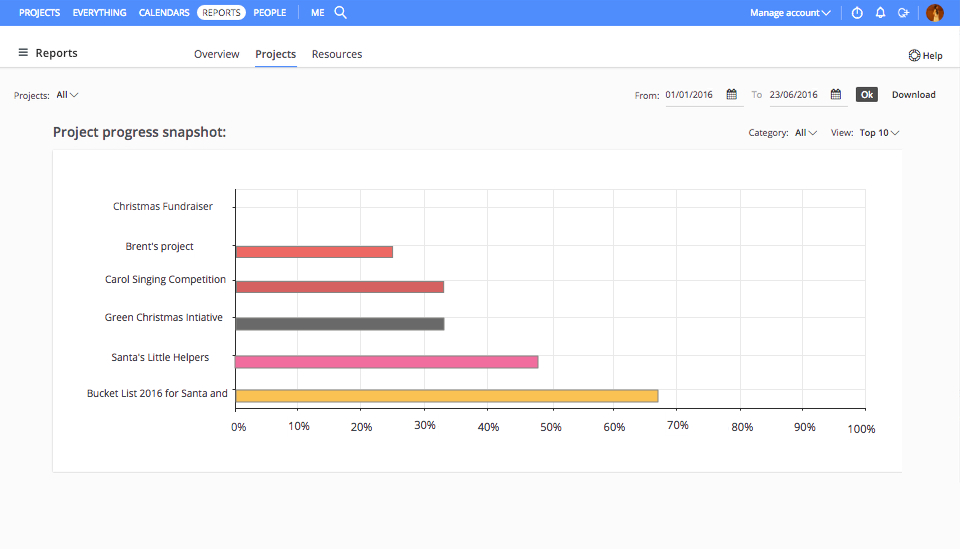 PROJECTS EVERYTHING CALENDARS REPORTS PEOPLE ME Manage account
Reports Overview Projects Resources Help
Projects: All From: 01/01/2016 To 23/06/2016 Ok Download
Project progress snapshot: Category: All View: Top 10
Christmas Fundraiser
Brent's project
Carol Singing Competition
Green Christmas Intiative
Santa's Little Helpers
Bucket List 2016 for Santa and
0% 10% 20% 30% 40% 50% 60% 70% 80% 90% 100%